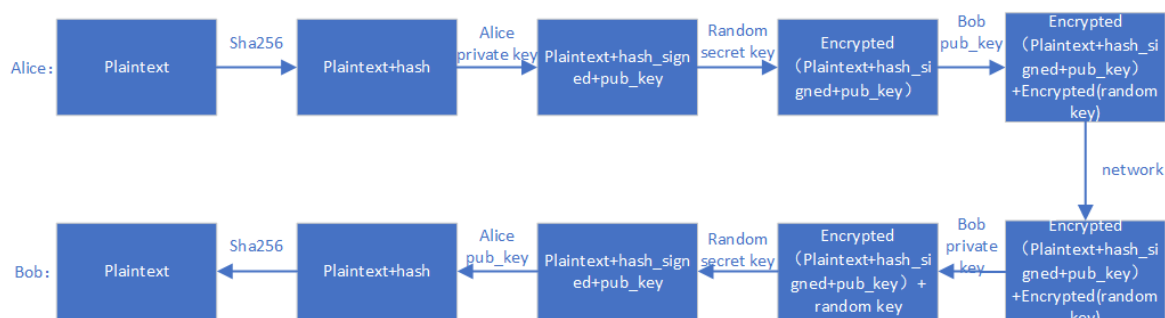 Alice:
Plaintext
Sha256
Plaintext+hash
Alice
private key
Plaintext+hash_sign
ed+pub_key
Random
secret key
Encrypted
（Plaintext+hash_si
gned+pub_key）
Bob
pub_key
Encrypted
（Plaintext+hash_si
gned+pub_key）
+Encrypted(random
key)
network
Bob:
Plaintext
Sha256
Plaintext+hash
Alice
pub_key
Plaintext+hash_sign
ed+pub_key
Random
secret key
Encrypted
（Plaintext+hash_si
gned+pub_key）+
random key
Bob
private
key
Encrypted
（Plaintext+hash_si
gned+pub_key）
+Encrypted(random
key)